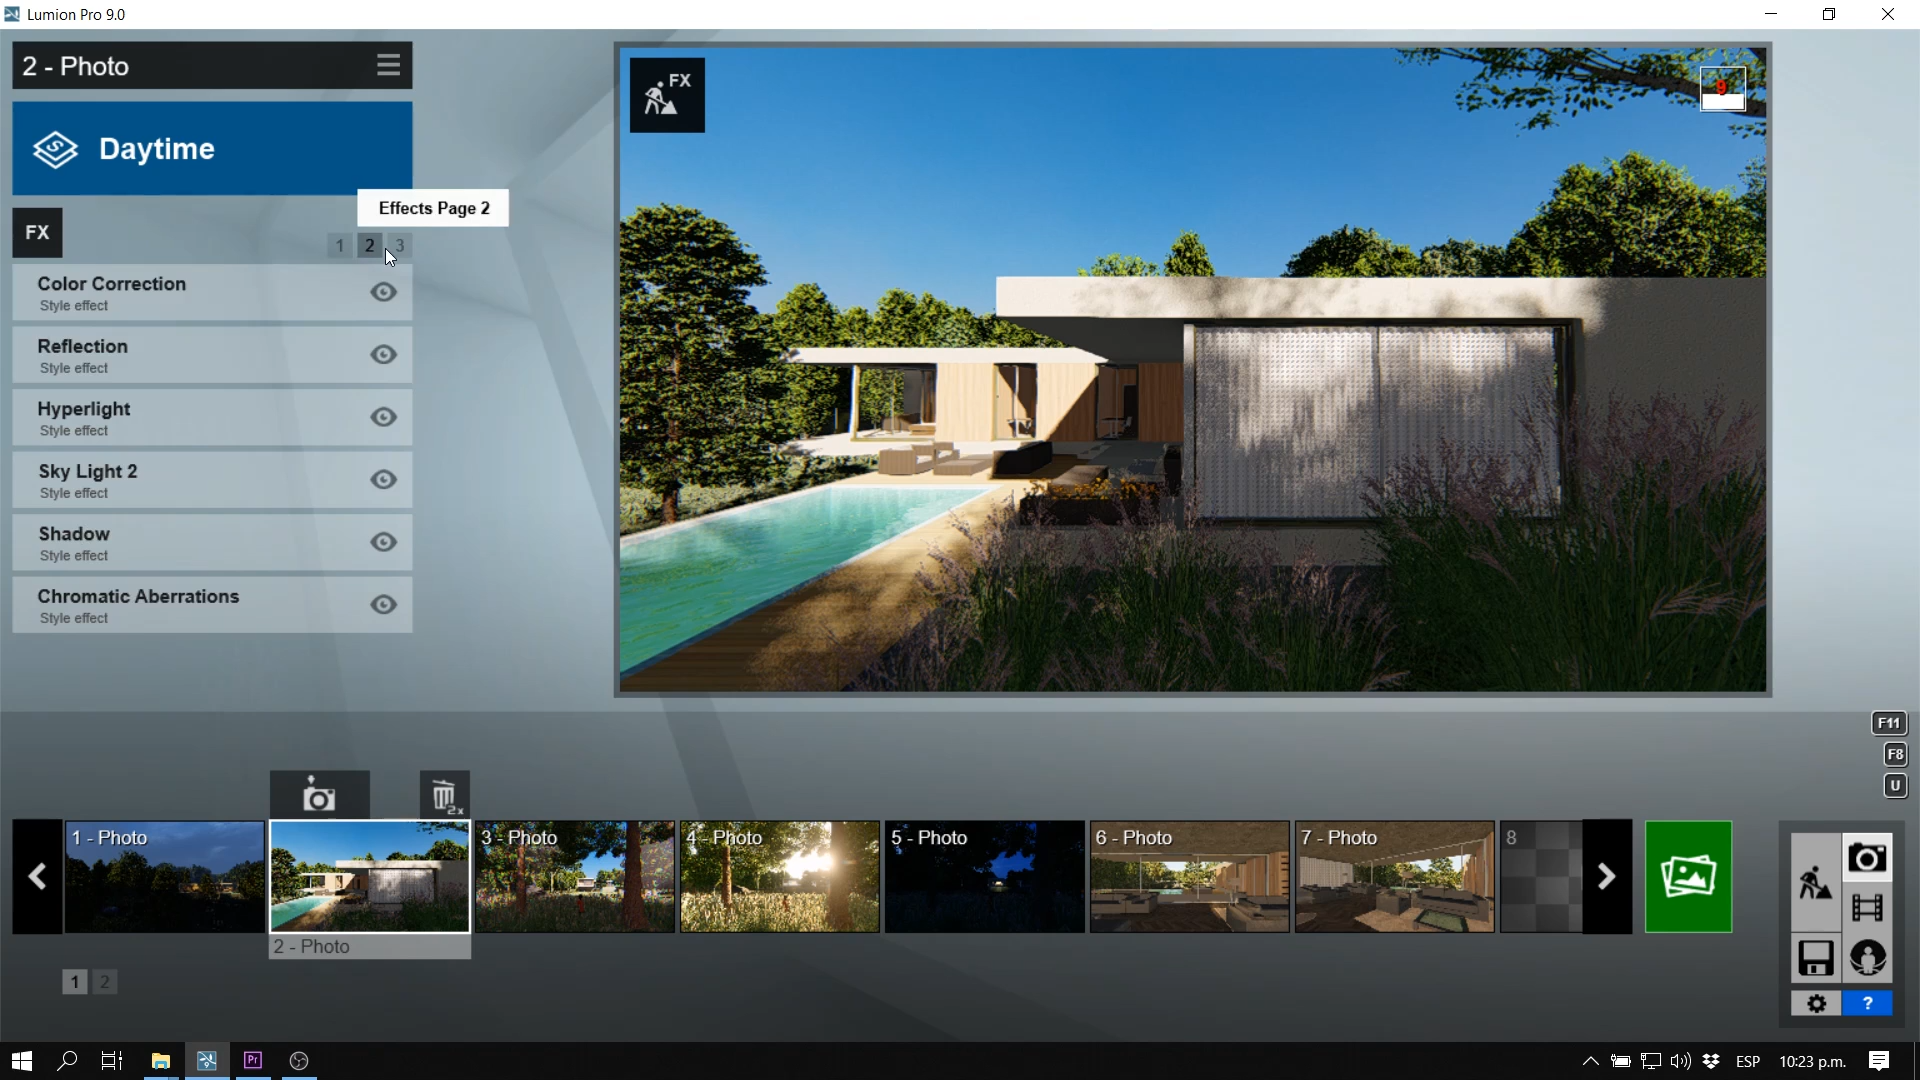 Lumion Pro 9.0
2 - Photo
Daytime
Effects Page 2
FX
1 2 3
Color Correction
Style effect
Reflection
Style effect
Hyperlight
Style effect
Sky Light 2
Style effect
Shadow
Style effect
Chromatic Aberrations
Style effect
FX
9
F11
F8
U
2x
1 - Photo
3 - Photo
4 - Photo
5 - Photo
6 - Photo
7 - Photo
8
2 - Photo
1 2
?
Pr
ESP
10:23 p.m.